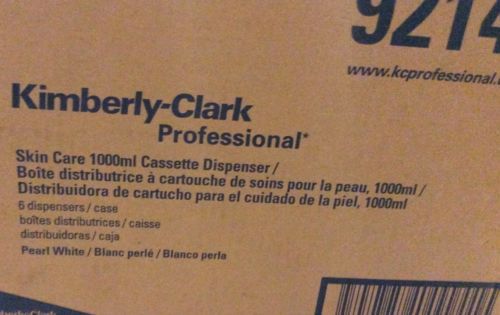 9214
www.kcprofessional.
Kimberly-Clark
Professional*
Skin Care 1000ml Cassette Dispenser /
Boîte distributrice à cartouche de soins pour la peau, 1000ml /
Distribuidora de cartucho para el cuidado de la piel, 1000ml
6 dispensers / case
boîtes distributrices / caisse
distribuidoras / caja
Pearl White / Blanc perlé / Blanco perla